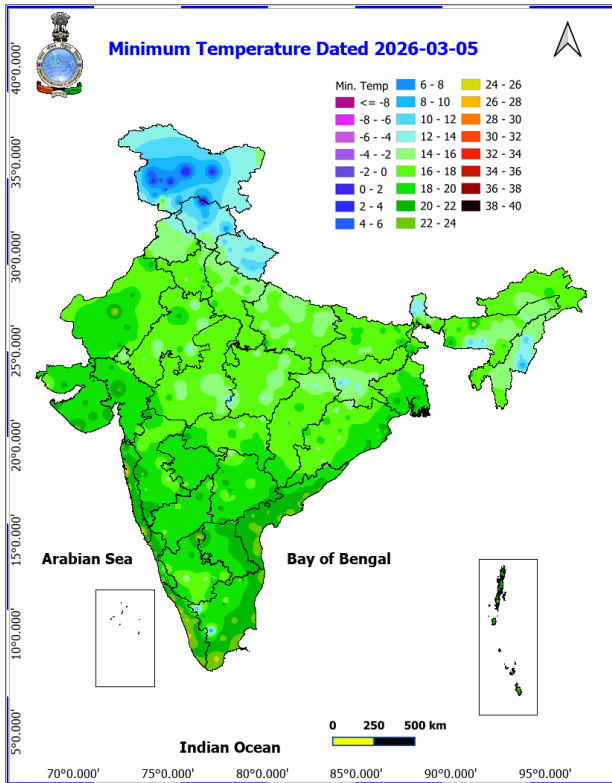 Minimum Temperature Dated 2026-03-05
Min. Temp
<= -8
-8 - -6
-6 - -4
-4 - -2
-2 - 0
0 - 2
2 - 4
4 - 6
6 - 8
8 - 10
10 - 12
12 - 14
14 - 16
16 - 18
18 - 20
20 - 22
22 - 24
24 - 26
26 - 28
28 - 30
30 - 32
32 - 34
34 - 36
36 - 38
38 - 40
40°0.000'
35°0.000'
30°0.000'
25°0.000'
20°0.000'
15°0.000'
10°0.000'
5°0.000'
Arabian Sea
Bay of Bengal
Indian Ocean
0 250 500 km
70°0.000' 75°0.000' 80°0.000' 85°0.000' 90°0.000' 95°0.000'